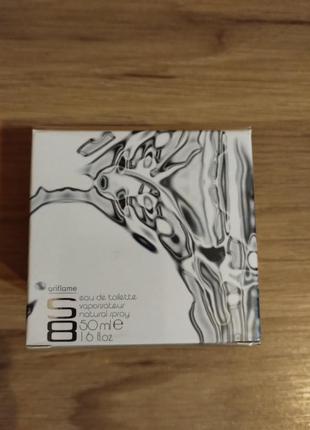 oriflame
S8
eau de toilette
vaporisateur
natural spray
50 ml e
1.6 fl.oz